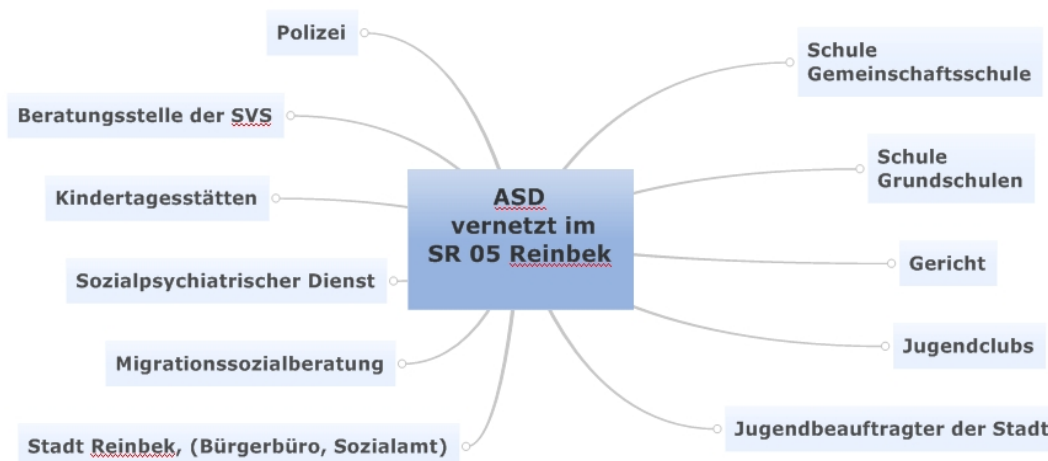 Polizei
Beratungsstelle der SVS
Kindertagesstätten
Sozialpsychiatrischer Dienst
Migrationssozialberatung
Stadt Reinbek, (Bürgerbüro, Sozialamt)
ASD
vernetzt im
SR 05 Reinbek
Schule
Gemeinschaftsschule
Schule
Grundschulen
Gericht
Jugendclubs
Jugendbeauftragter der Stadt